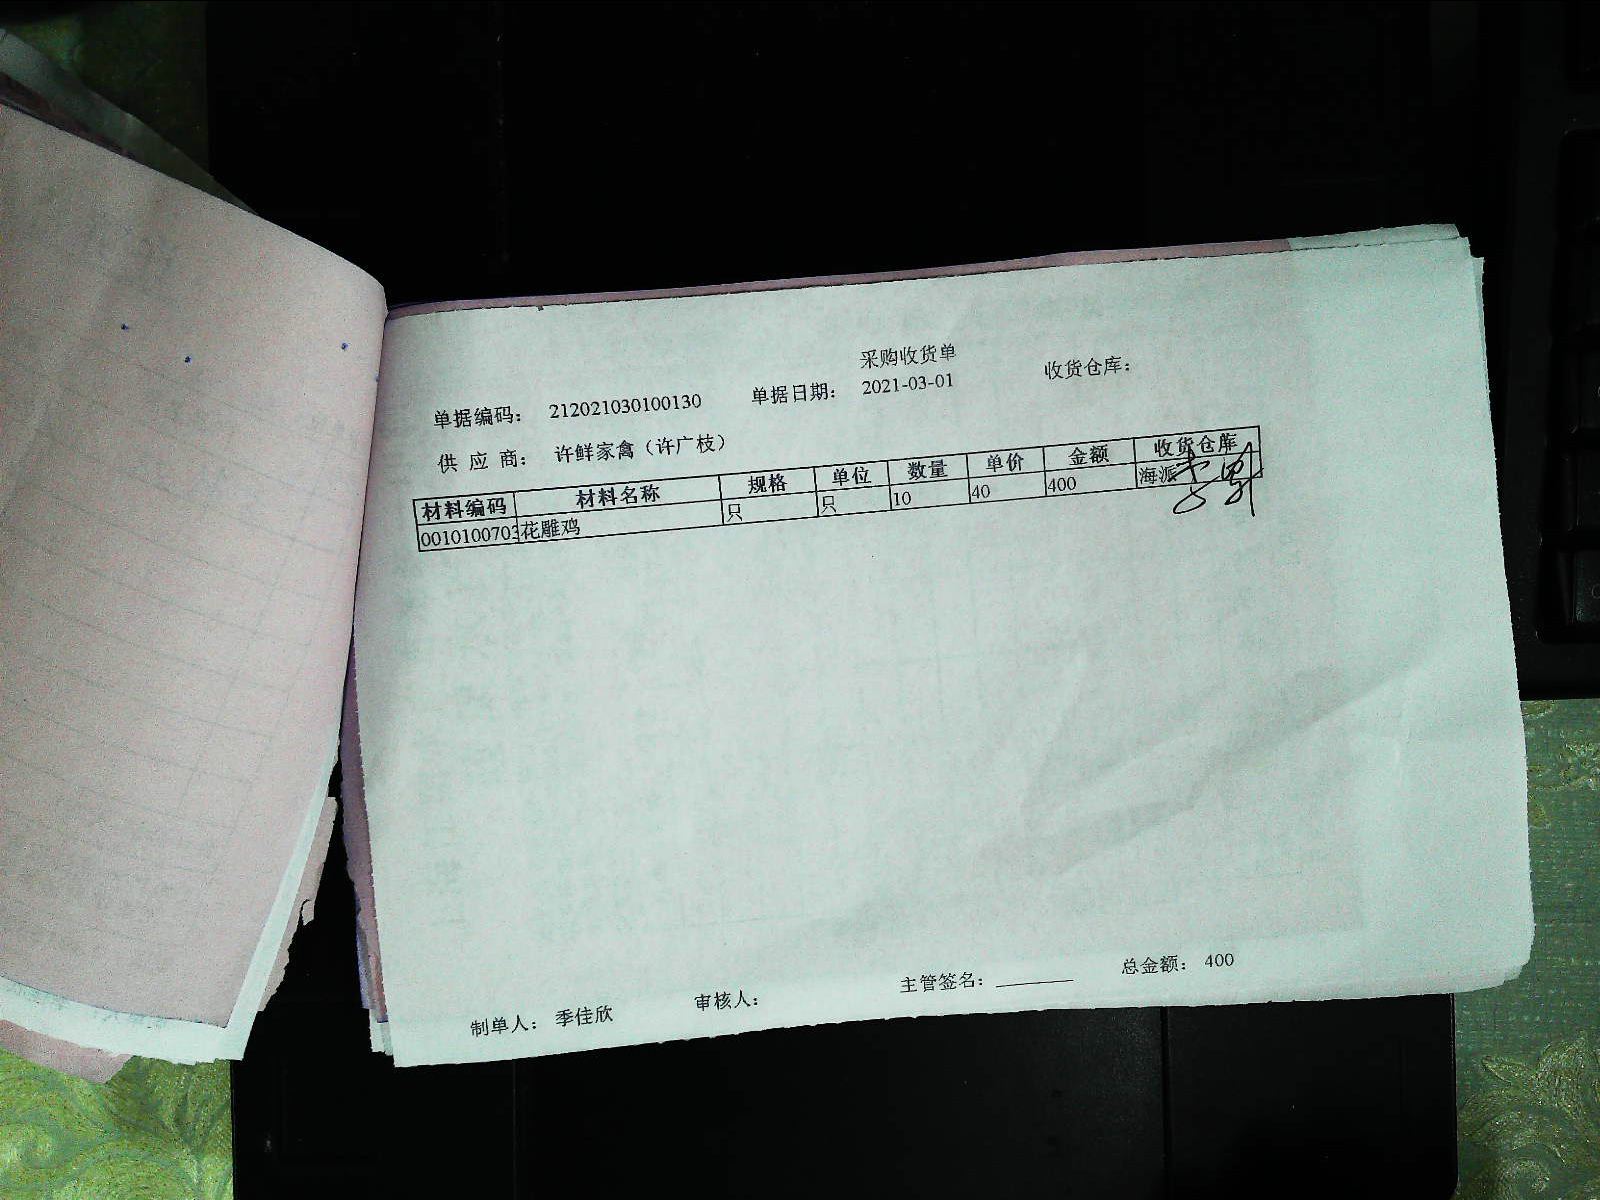 采购收货单
单据编码： 212021030100130 单据日期： 2021-03-01 收货仓库：
供 应 商： 许鲜家禽（许广枝）
材料编码 材料名称 规格 单位 数量 单价 金额 收货仓库
0010100703 花雕鸡 只 只 10 40 400 海派
制单人： 季佳欣 审核人： 主管签名： 总金额： 400